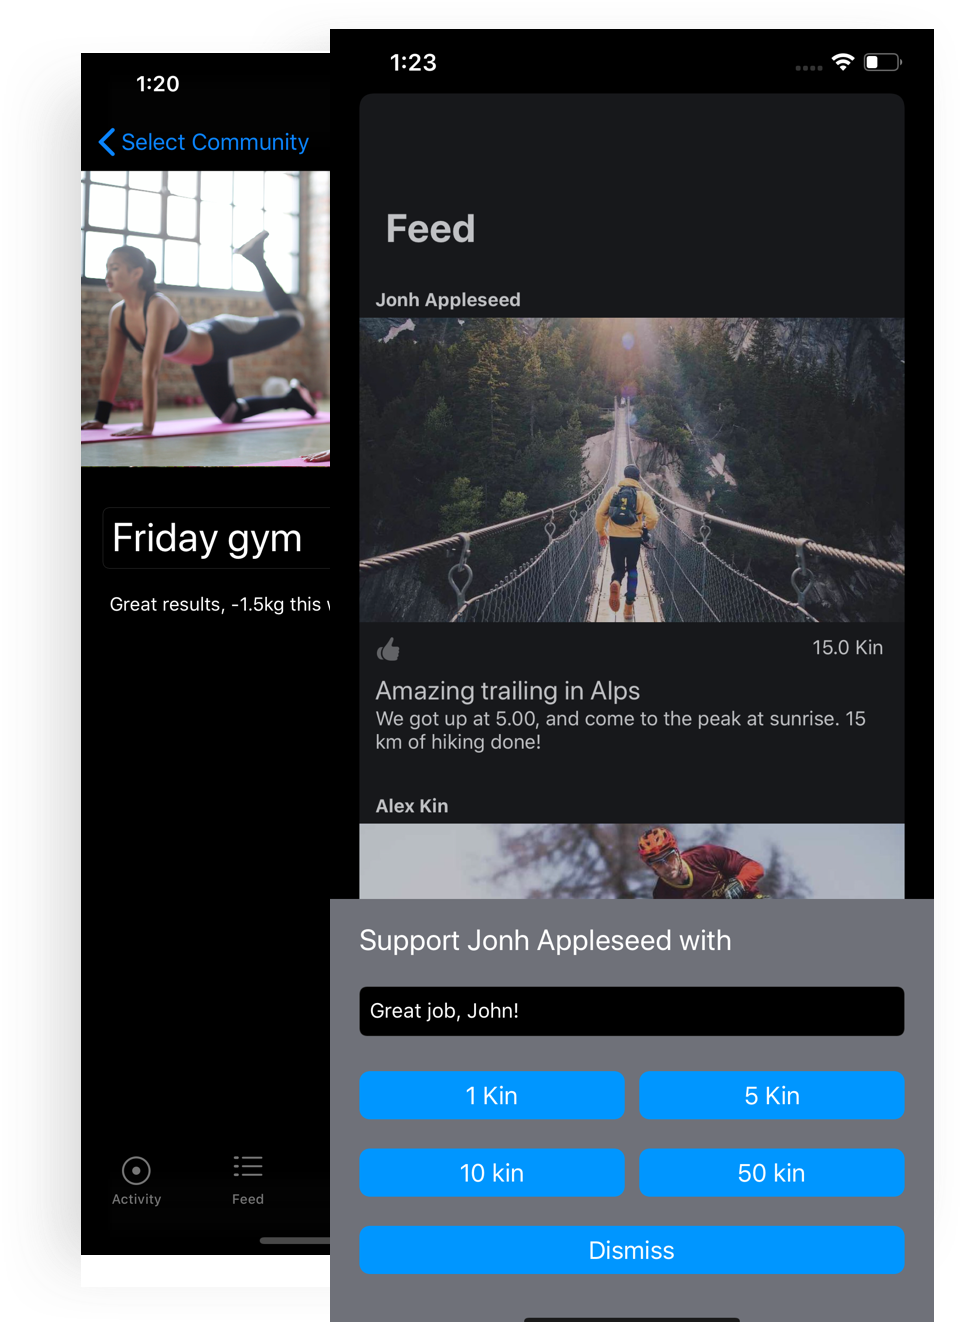 1:20
Select Community
Friday gym
Great results, -1.5kg this
Activity
Feed
1:23
Feed
Jonh Appleseed
15.0 Kin
Amazing trailing in Alps
We got up at 5.00, and come to the peak at sunrise. 15
km of hiking done!
Alex Kin
Support Jonh Appleseed with
Great job, John!
1 Kin
5 Kin
10 kin
50 kin
Dismiss